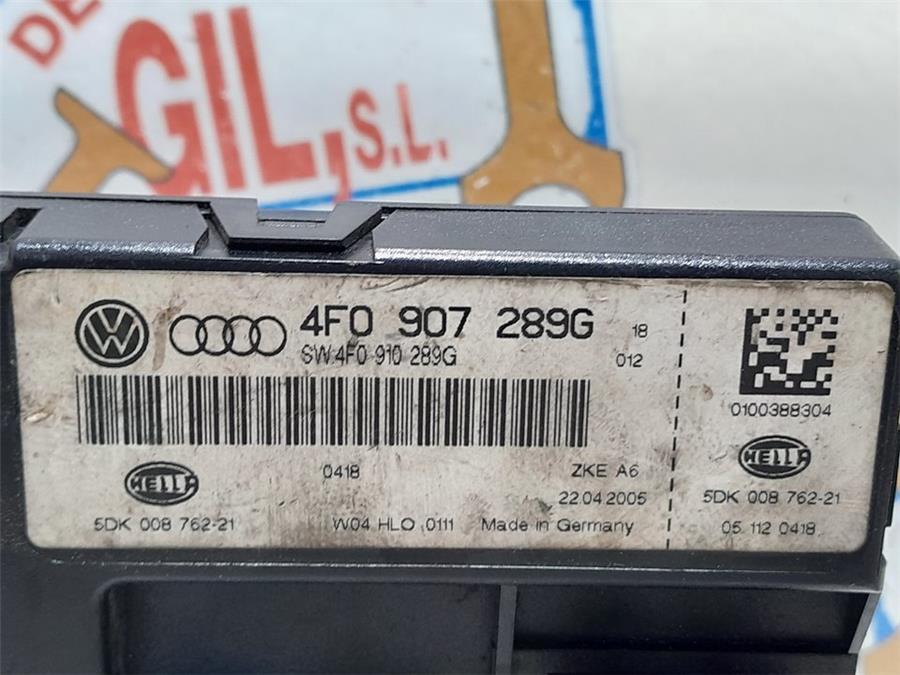 DE
GIL, S.L.
4F0 907 289G
18
SW:4F0 910 289G
012
0100388304
HELLA
0418
ZKE A6
HELLA
22.04.2005
5DK 008 762-21
5DK 008 762-21
W04 HLO 0111
Made in Germany
05 112 0418